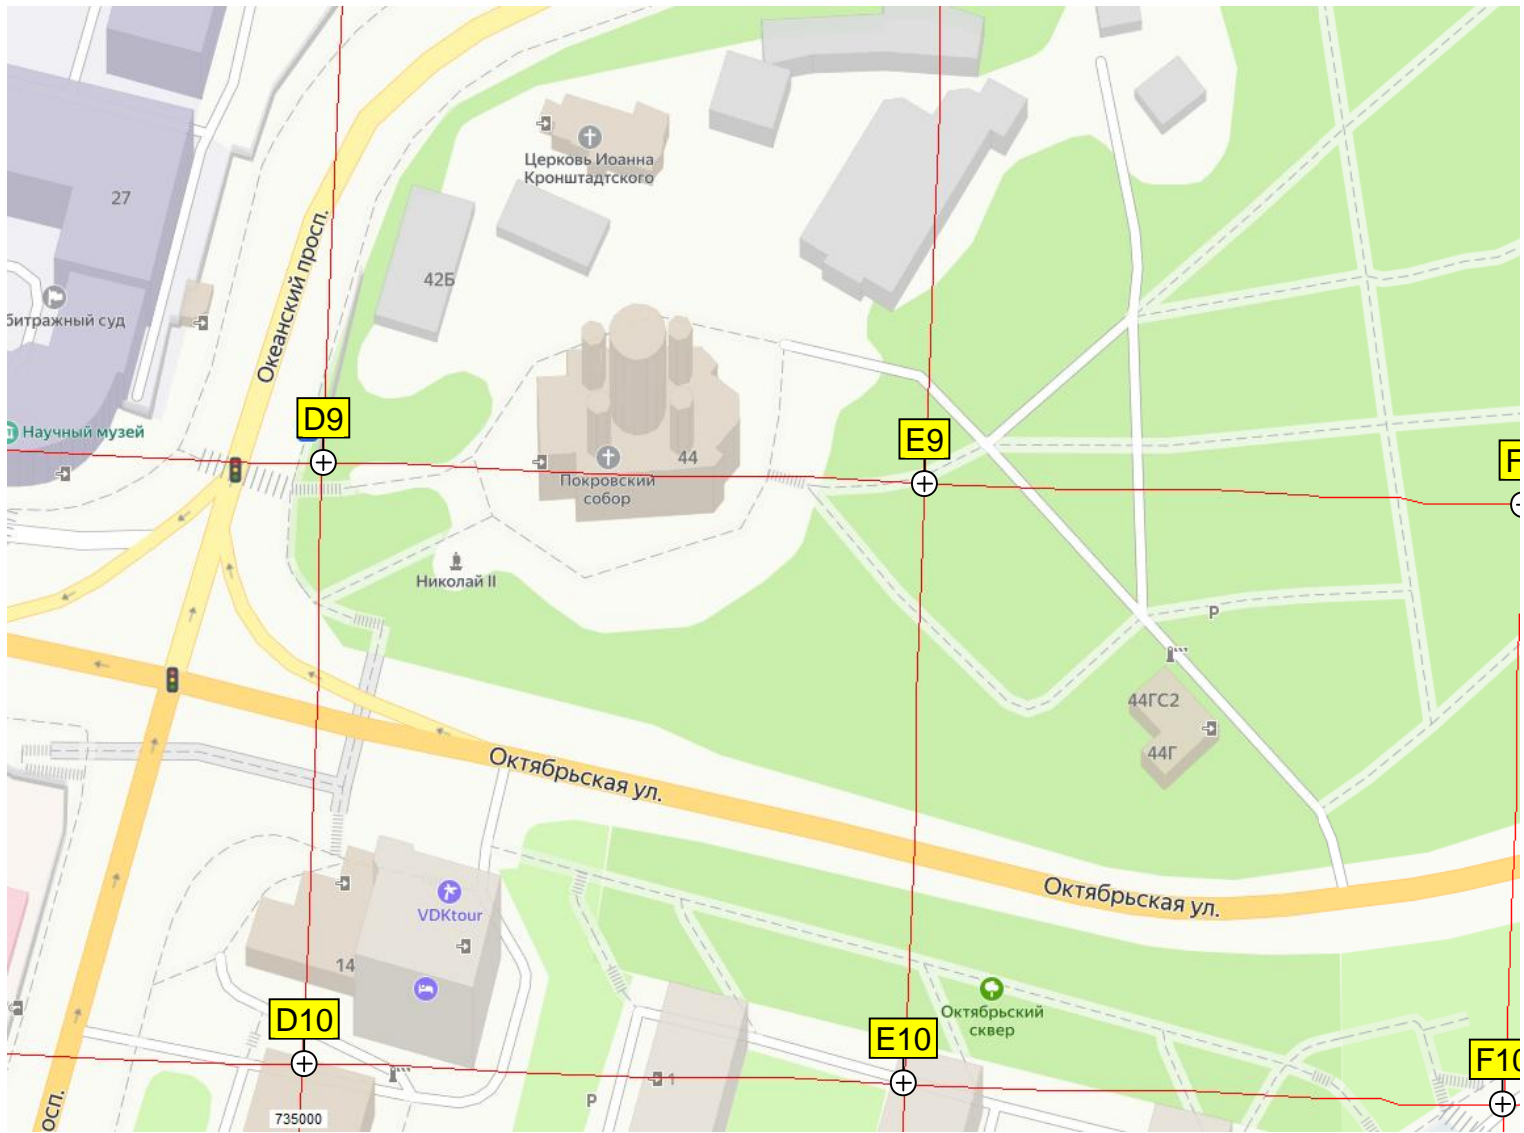 Церковь Иоанна
Кронштадтского
27
Океанский просп.
42Б
битражный суд
D9
Научный музей
E9
44
F
Покровский
собор
Николай II
P
44ГС2
44Г
Октябрьская ул.
Октябрьская ул.
VDKtour
14
Октябрьский
сквер
D10
E10
F10
1
P
735000
осп.